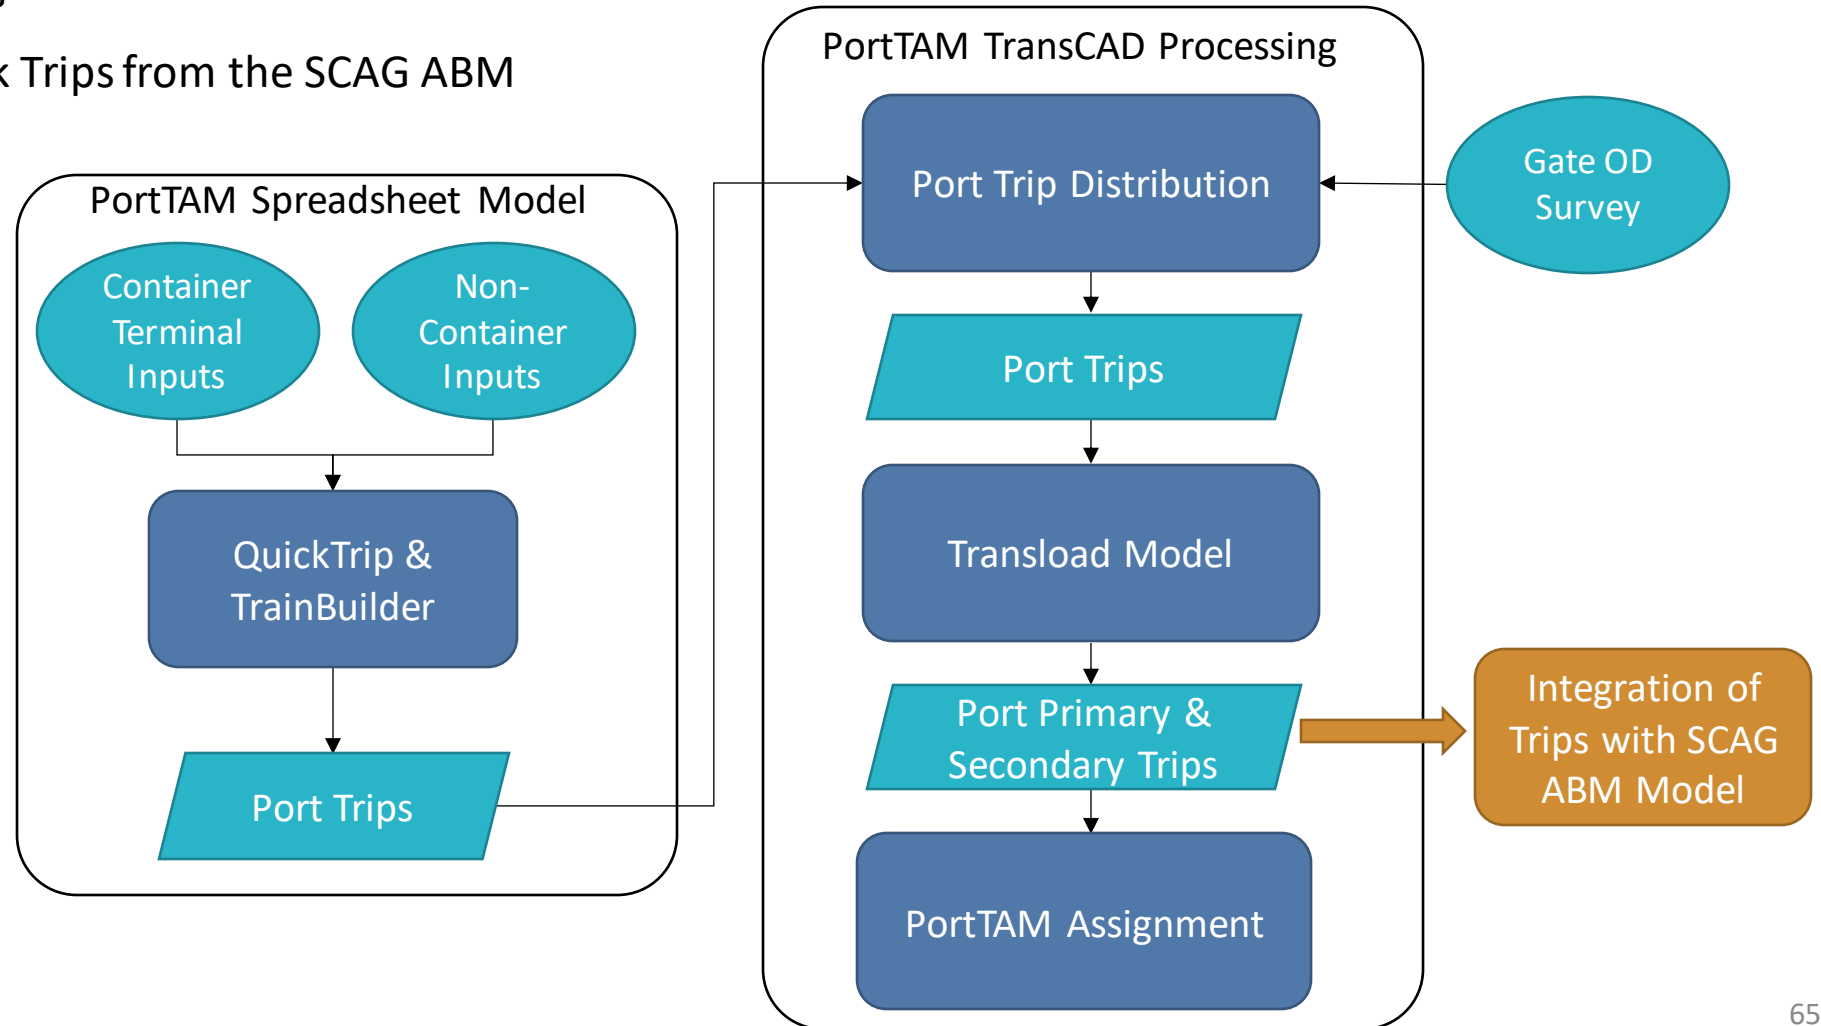 Trips from the SCAG ABM
PortTAM Spreadsheet Model
Container
Terminal
Inputs
Non-
Container
Inputs
QuickTrip &
TrainBuilder
Port Trips
PortTAM TransCAD Processing
Port Trip Distribution
Gate OD
Survey
Port Trips
Transload Model
Port Primary &
Secondary Trips
Integration of
Trips with SCAG
ABM Model
PortTAM Assignment
65